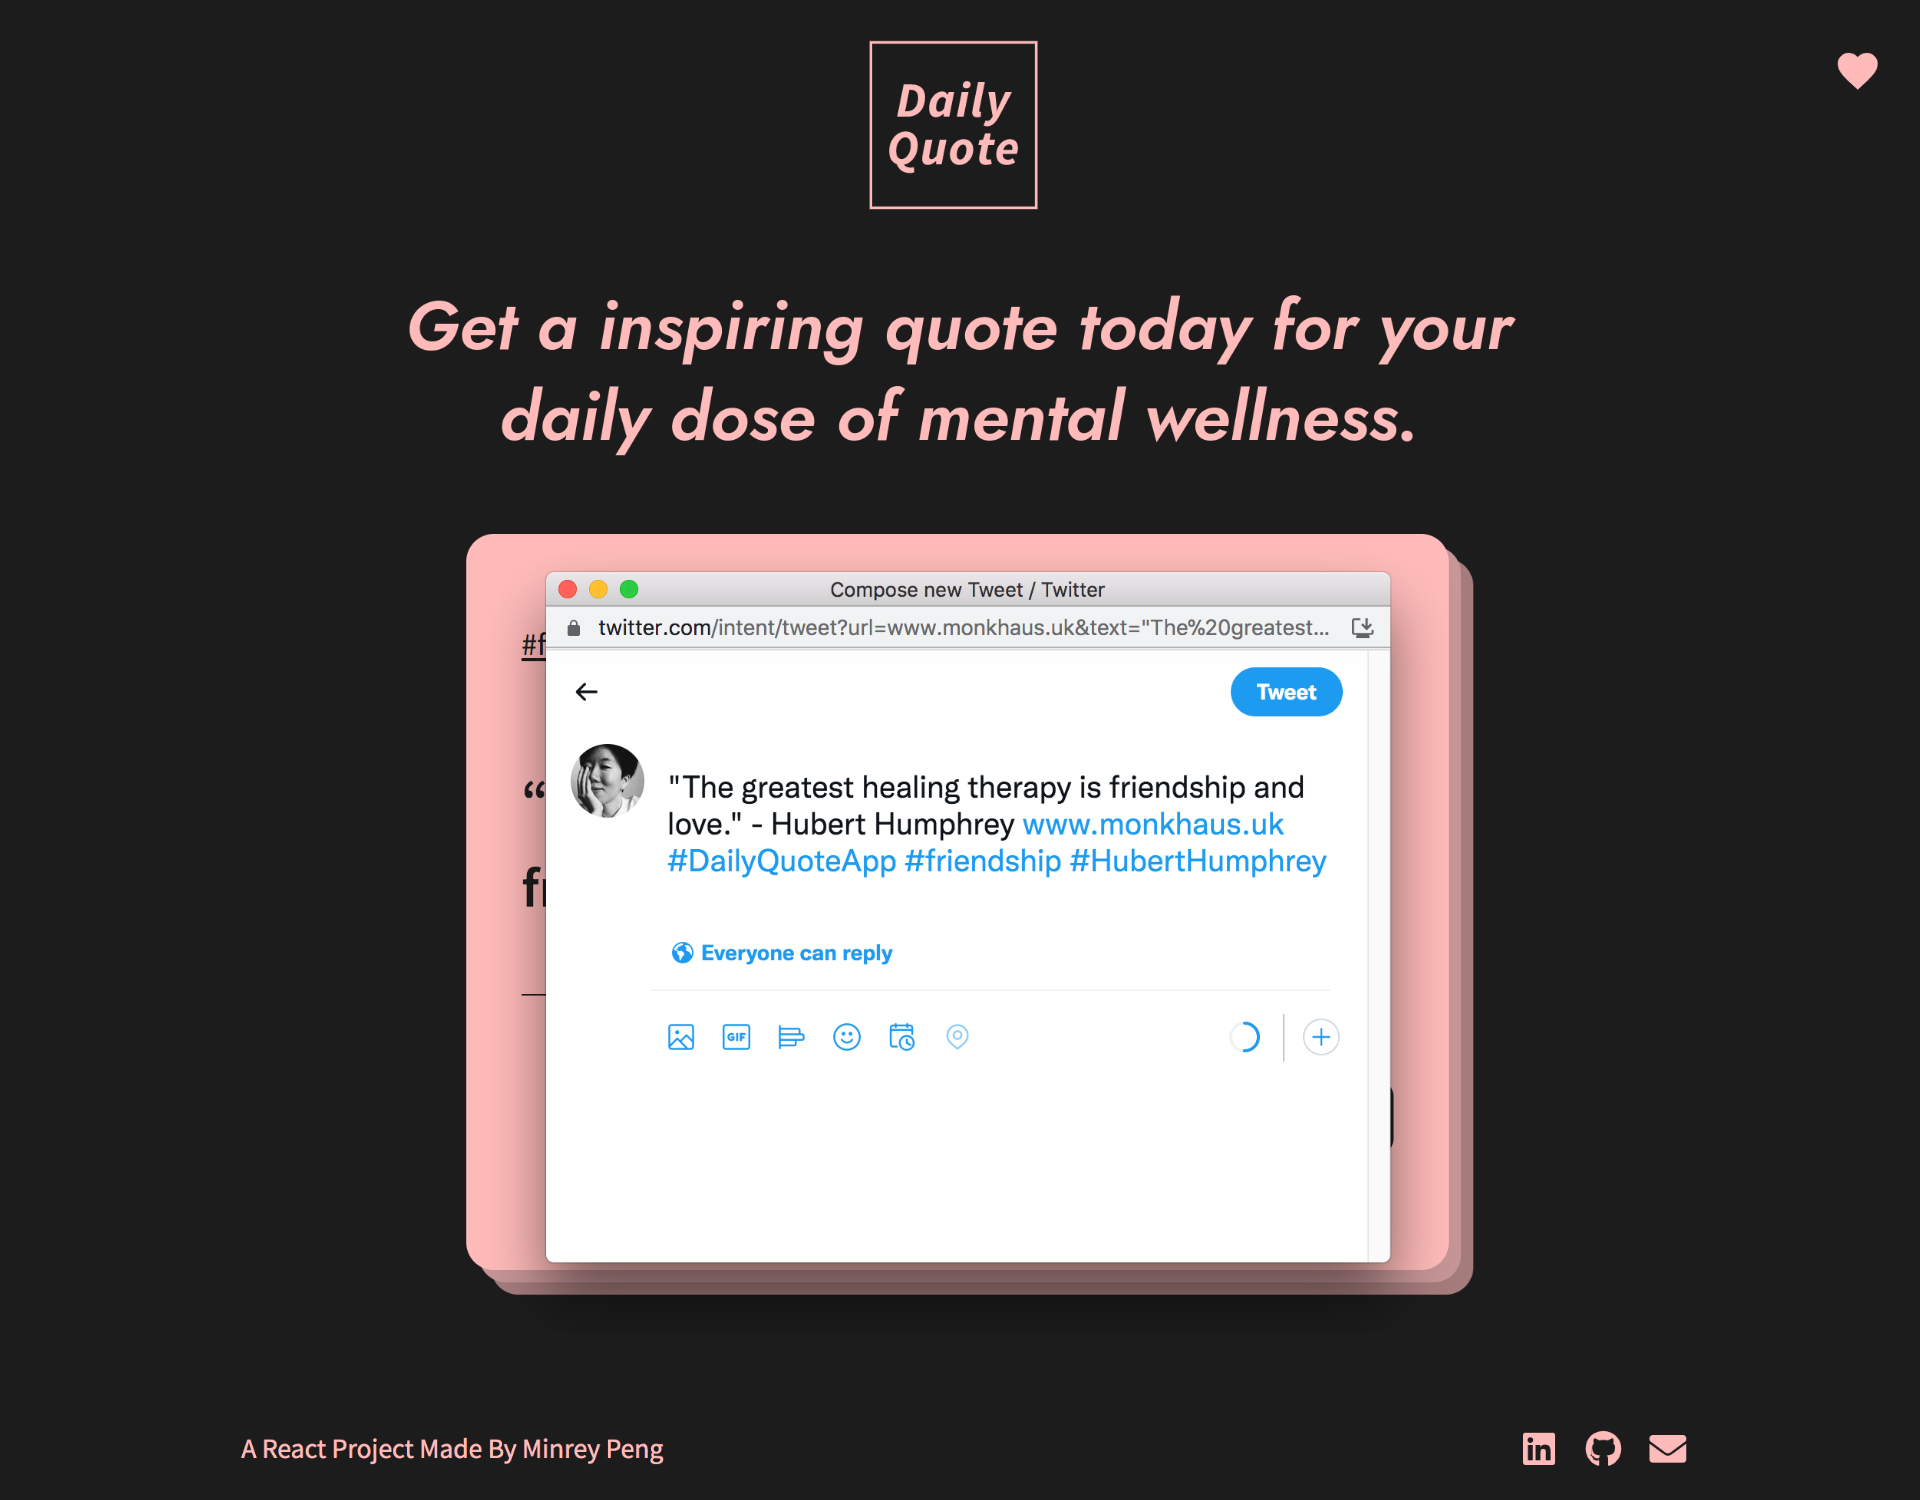 Daily
Quote
Get a inspiring quote today for your
daily dose of mental wellness.
Compose new Tweet / Twitter
twitter.com/intent/tweet?url=www.monkhaus.uk&text="The%20greatest...
#f
Tweet
"The greatest healing therapy is friendship and
love." - Hubert Humphrey www.monkhaus.uk
#DailyQuoteApp #friendship #HubertHumphrey
“
Everyone can reply
GIF
A React Project Made By Minrey Peng
in